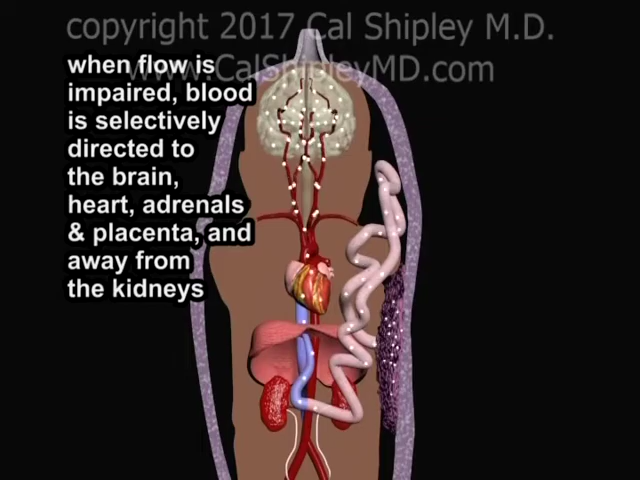 copyright 2017 Cal Shipley M.D.
www.CalShipleyMD.com
when flow is
impaired, blood
is selectively
directed to
the brain,
heart, adrenals
& placenta, and
away from
the kidneys